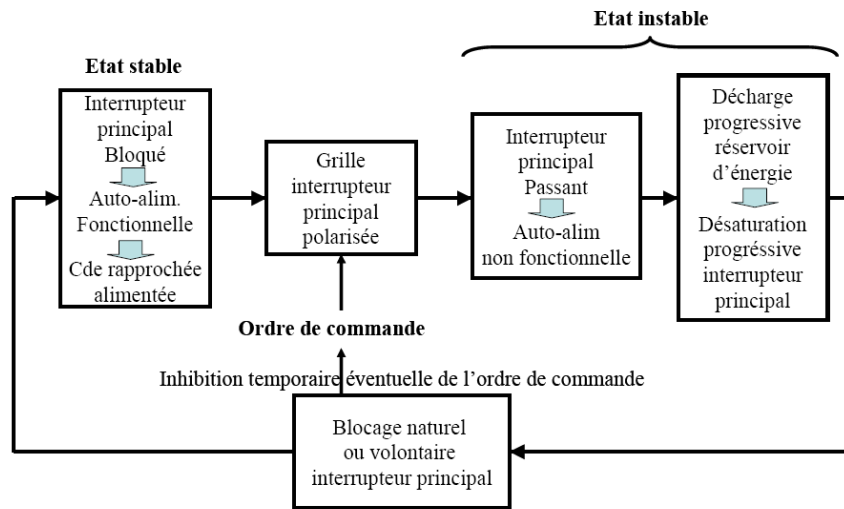 Etat instable
Etat stable
Interrupteur
principal
Bloqué
Auto-alim.
Fonctionnelle
Cde rapprochée
alimentée
Grille
interrupteur
principal
polarisée
Interrupteur
principal
Passant
Auto-alim
non fonctionnelle
Décharge
progressive
réservoir
d'énergie
Désaturation
progréssive
interrupteur
principal
Ordre de commande
Inhibition temporaire éventuelle de l'ordre de commande
Blocage naturel
ou volontaire
interrupteur principal